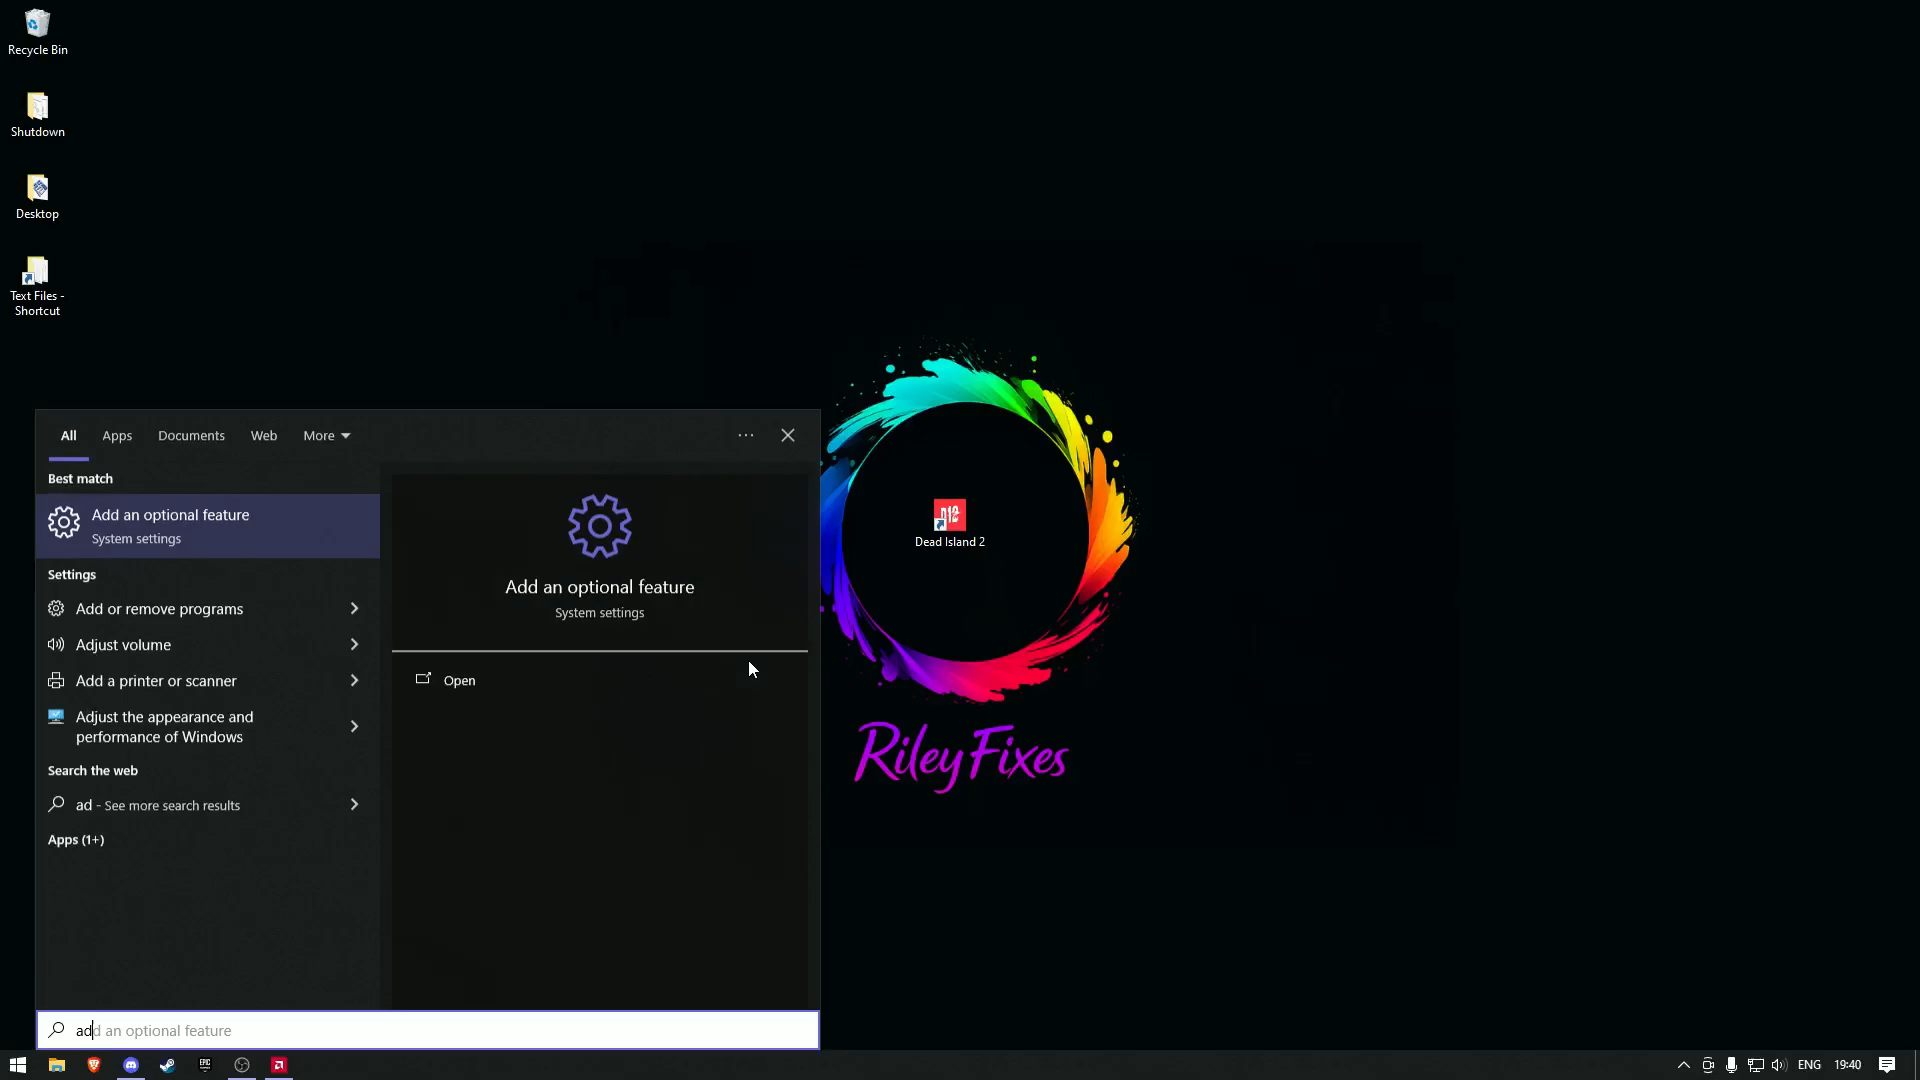 Recycle Bin
Shutdown
Desktop
Text Files -
Shortcut
All
Apps
Documents
Web
More
Best match
Add an optional feature
System settings
Settings
Add or remove programs
Adjust volume
Add a printer or scanner
Adjust the appearance and
performance of Windows
Search the web
ad - See more search results
Apps (1+)
Add an optional feature
System settings
Open
Dead Island 2
RileyFixes
add an optional feature
EPIC
ENG
19:40